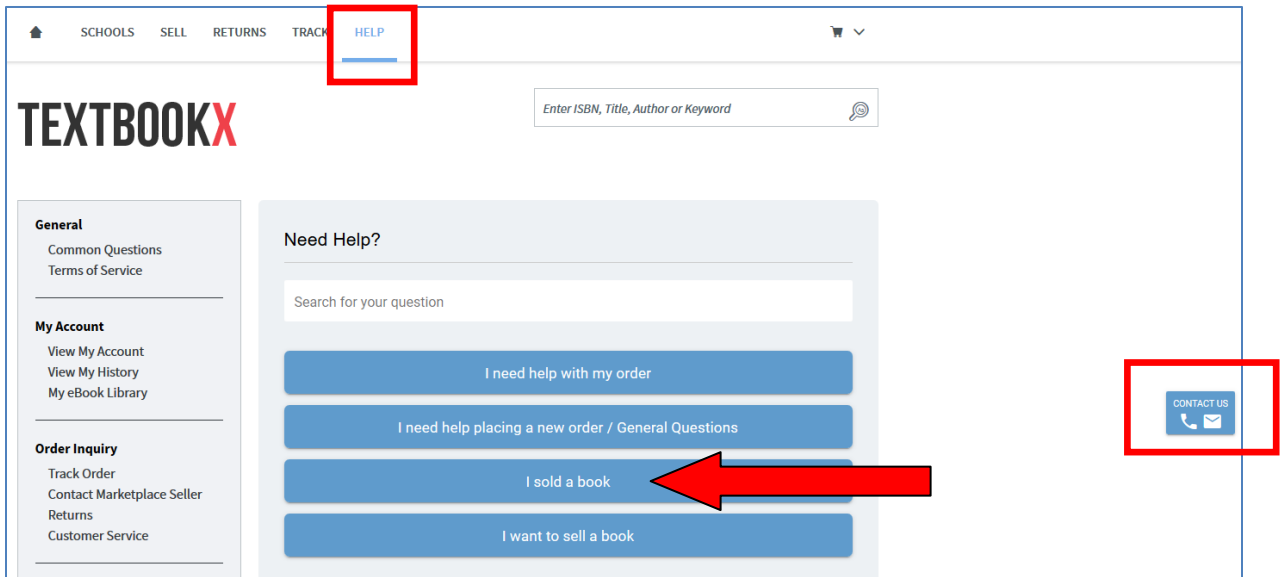 SCHOOLS SELL RETURNS TRACK HELP
TEXTBOOKX
Enter ISBN, Title, Author or Keyword
General
Common Questions
Terms of Service
My Account
View My Account
View My History
My eBook Library
Order Inquiry
Track Order
Contact Marketplace Seller
Returns
Customer Service
Need Help?
Search for your question
I need help with my order
I need help placing a new order / General Questions
I sold a book
I want to sell a book
CONTACT US